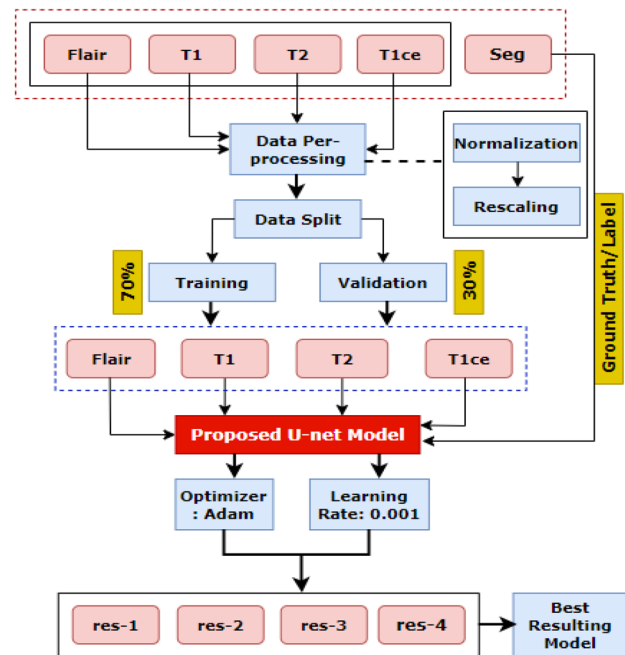 Flair
T1
T2
T1ce
Seg
Data Per-
processing
Normalization
Rescaling
Data Split
70%
Training
Validation
30%
Ground Truth/Label
Flair
T1
T2
T1ce
Proposed U-net Model
Optimizer
: Adam
Learning
Rate: 0.001
res-1
res-2
res-3
res-4
Best
Resulting
Model